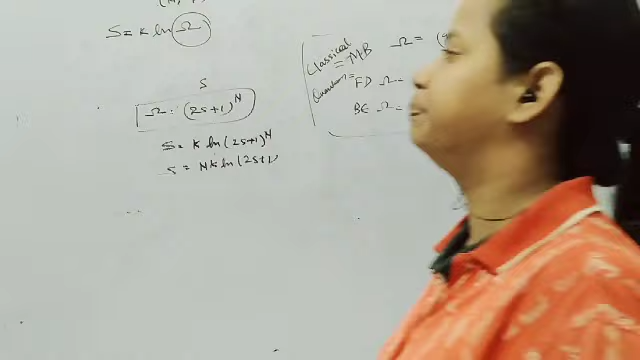 S = k ln Ω
S
Ω = (2s+1)^N
S = k ln (2s+1)^N
S = Nk ln (2s+1)
Classical = MB Ω =
Quantum = FD Ω =
BE Ω =